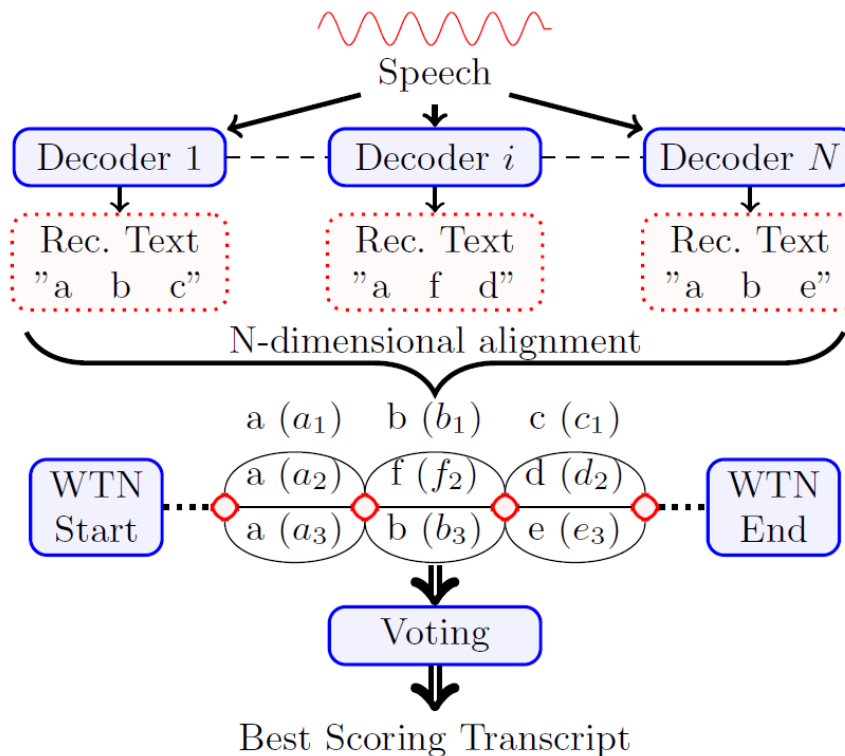 Speech
Decoder 1
Decoder i
Decoder N
Rec. Text
"a b c"
Rec. Text
"a f d"
Rec. Text
"a b e"
N-dimensional alignment
a (a₁) b (b₁) c (c₁)
a (a₂) f (f₂) d (d₂)
a (a₃) b (b₃) e (e₃)
WTN
Start
WTN
End
Voting
Best Scoring Transcript